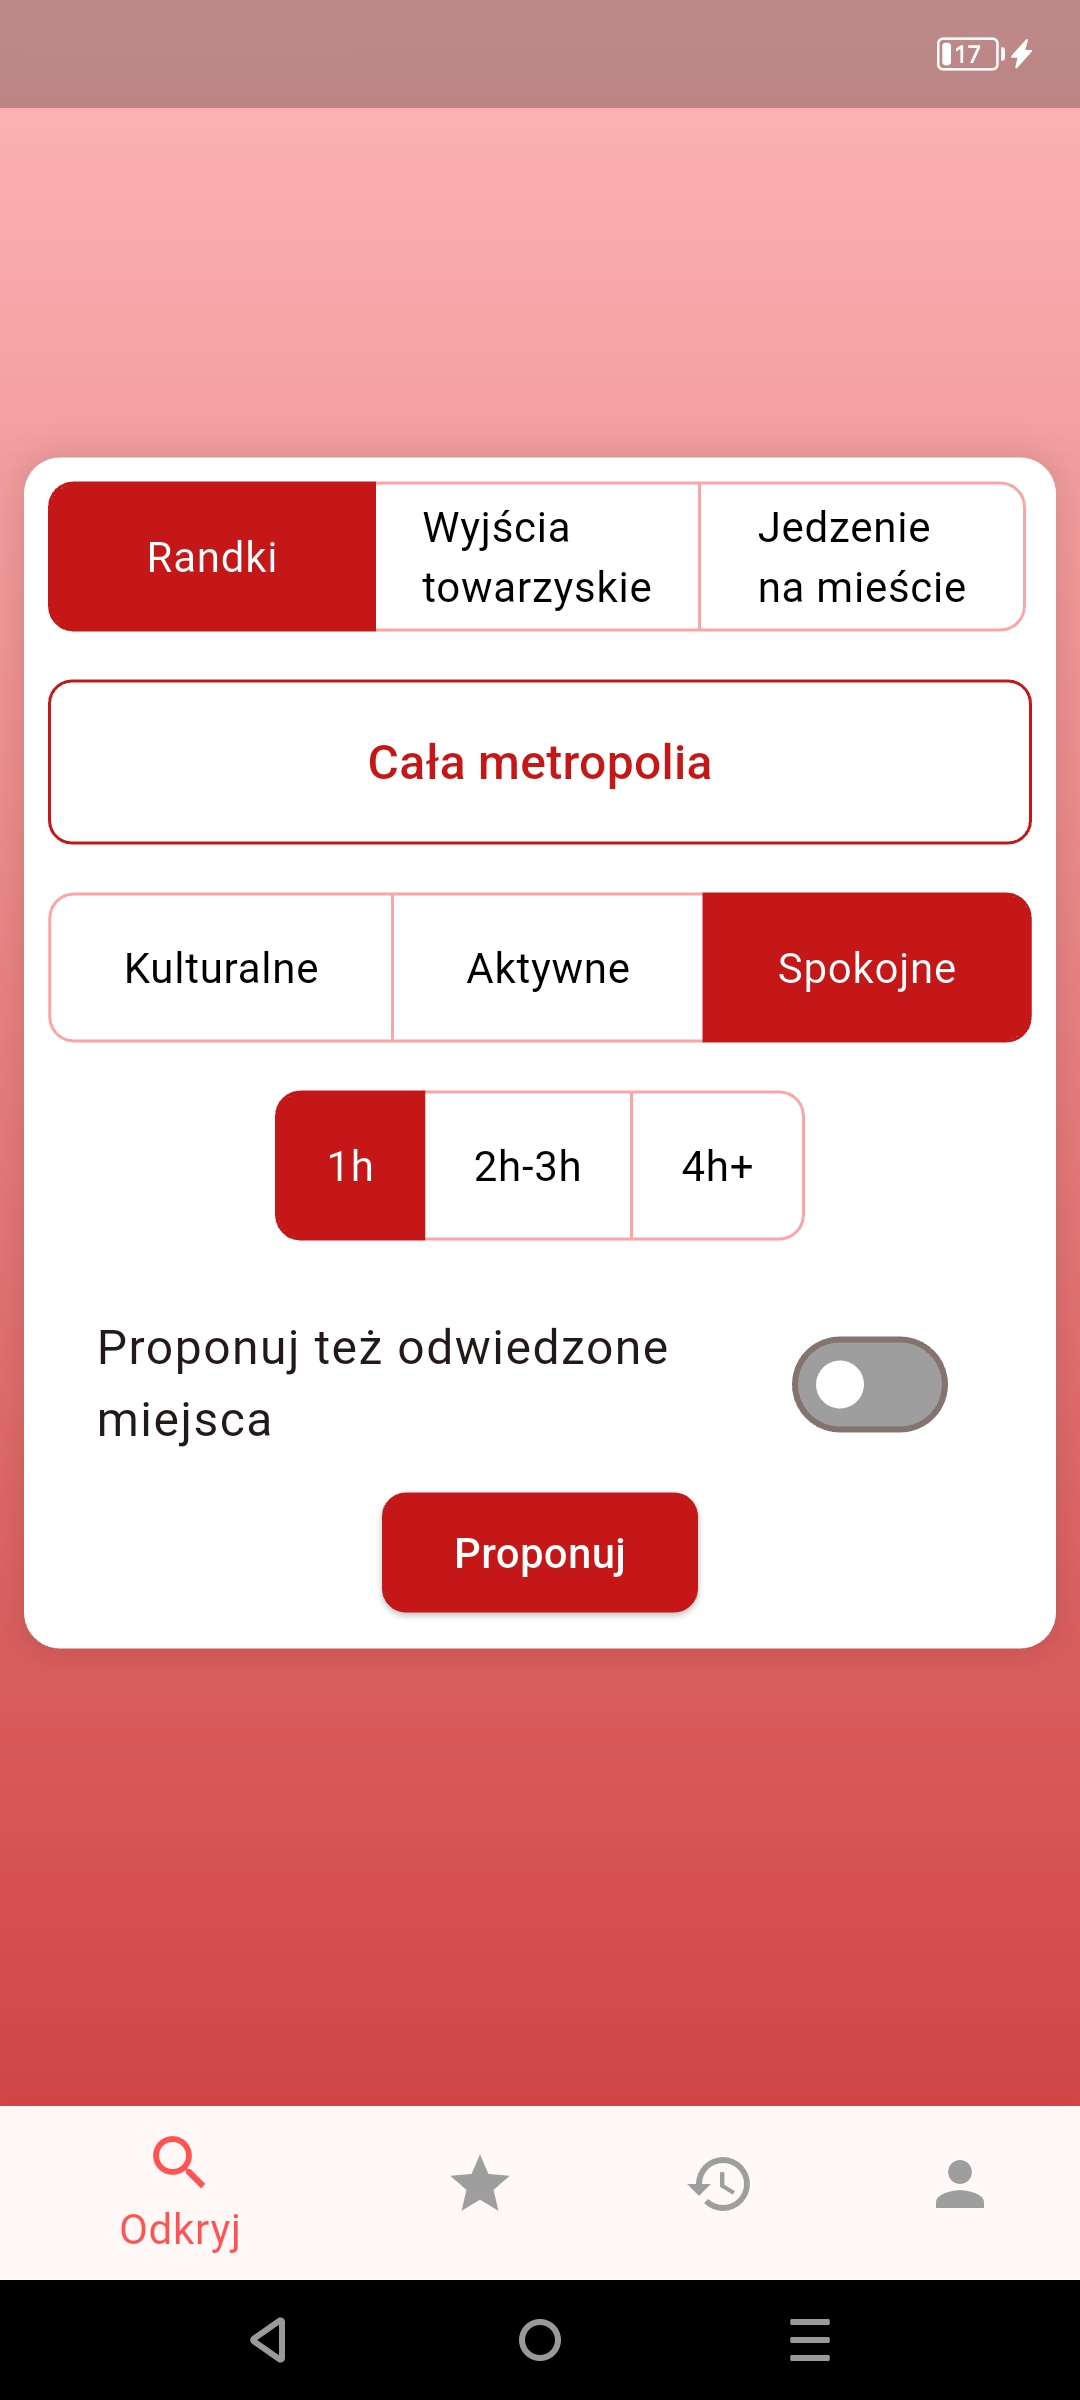 17
Randki
Wyjścia
towarzyskie
Jedzenie
na mieście
Cała metropolia
Kulturalne
Aktywne
Spokojne
1h
2h-3h
4h+
Proponuj też odwiedzone
miejsca
Proponuj
Odkryj